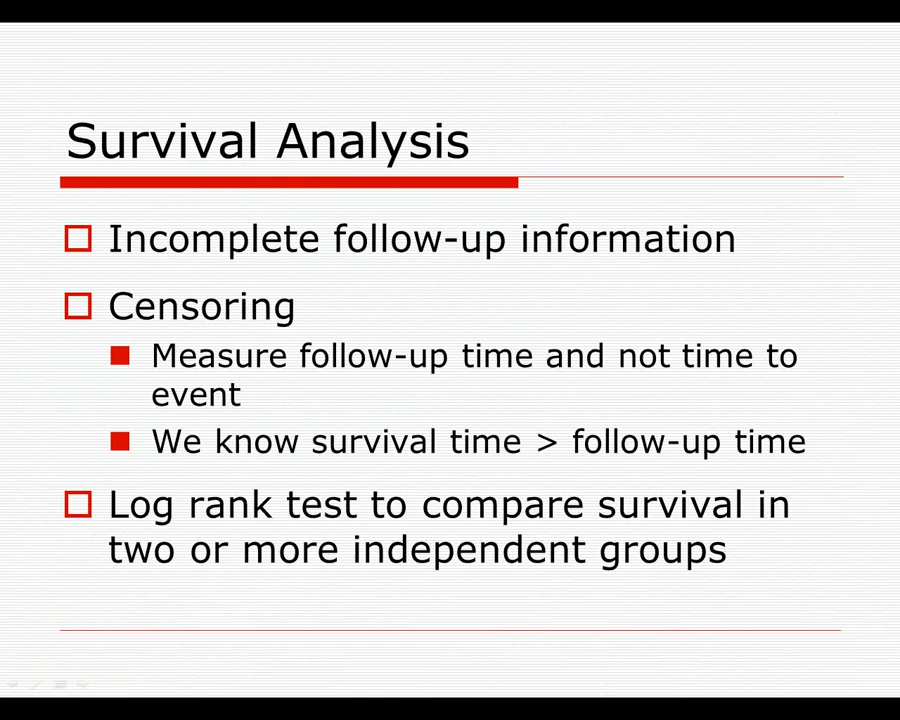 Survival Analysis
Incomplete follow-up information
Censoring
Measure follow-up time and not time to
event
We know survival time > follow-up time
Log rank test to compare survival in
two or more independent groups